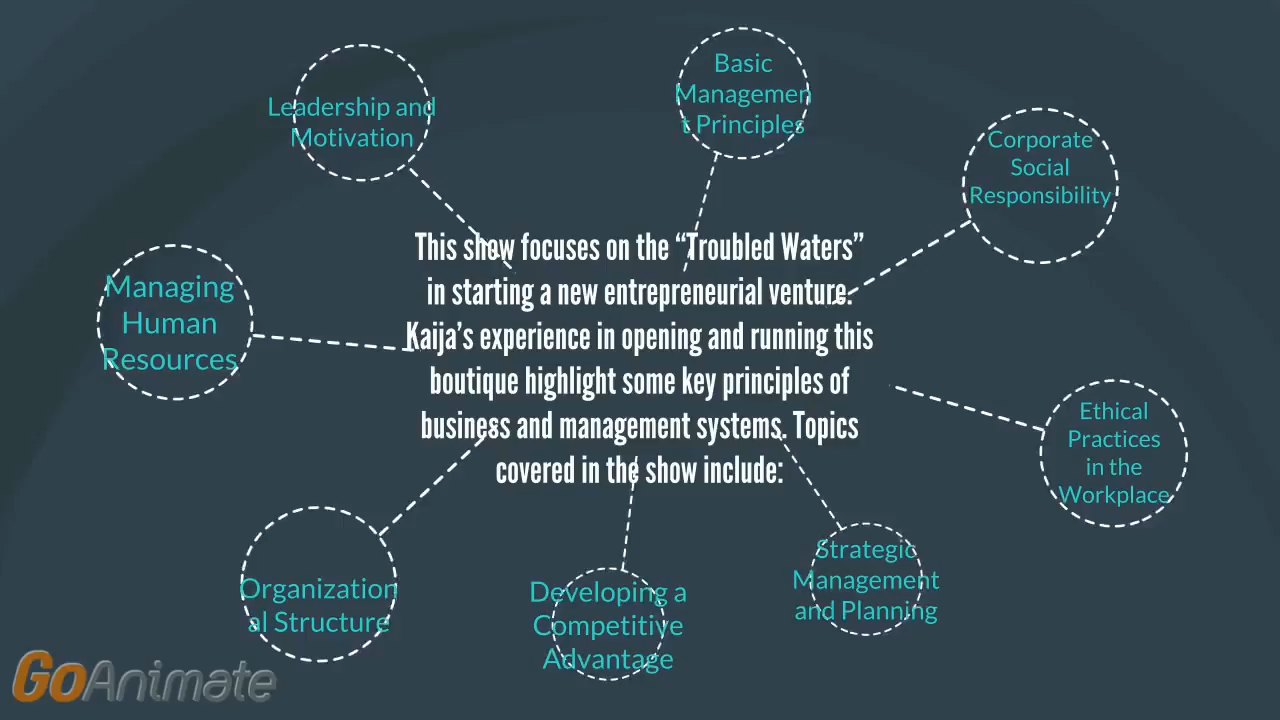 Leadership and
Motivation
Basic
Managemen
t Principles
Corporate
Social
Responsibility
This show focuses on the “Troubled Waters”
in starting a new entrepreneurial venture.
Kaija’s experience in opening and running this
boutique highlight some key principles of
business and management systems. Topics
covered in the show include:
Managing
Human
Resources
Ethical
Practices
in the
Workplace
Organization
al Structure
Developing a
Competitive
Advantage
Strategic
Management
and Planning
GoAnimate